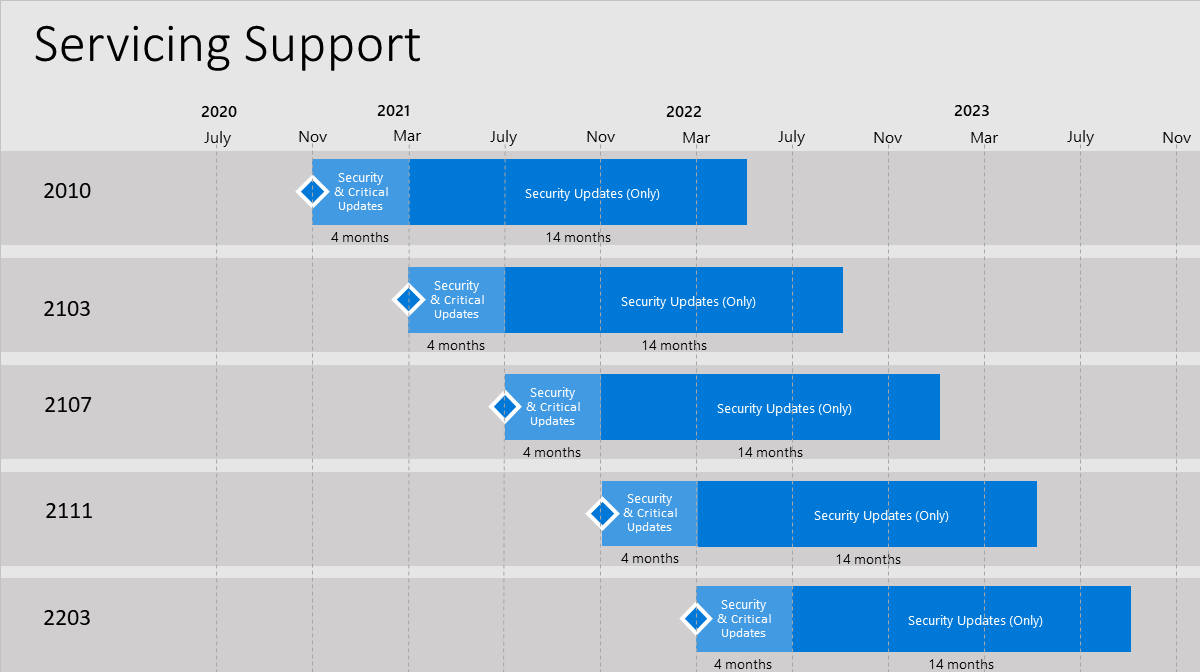 Servicing Support
2020 2021 2022 2023
July Nov Mar July Nov Mar July Nov Mar July Nov
2010
Security
& Critical
Updates
Security Updates (Only)
4 months 14 months
2103
Security
& Critical
Updates
Security Updates (Only)
4 months 14 months
2107
Security
& Critical
Updates
Security Updates (Only)
4 months 14 months
2111
Security
& Critical
Updates
Security Updates (Only)
4 months 14 months
2203
Security
& Critical
Updates
Security Updates (Only)
4 months 14 months